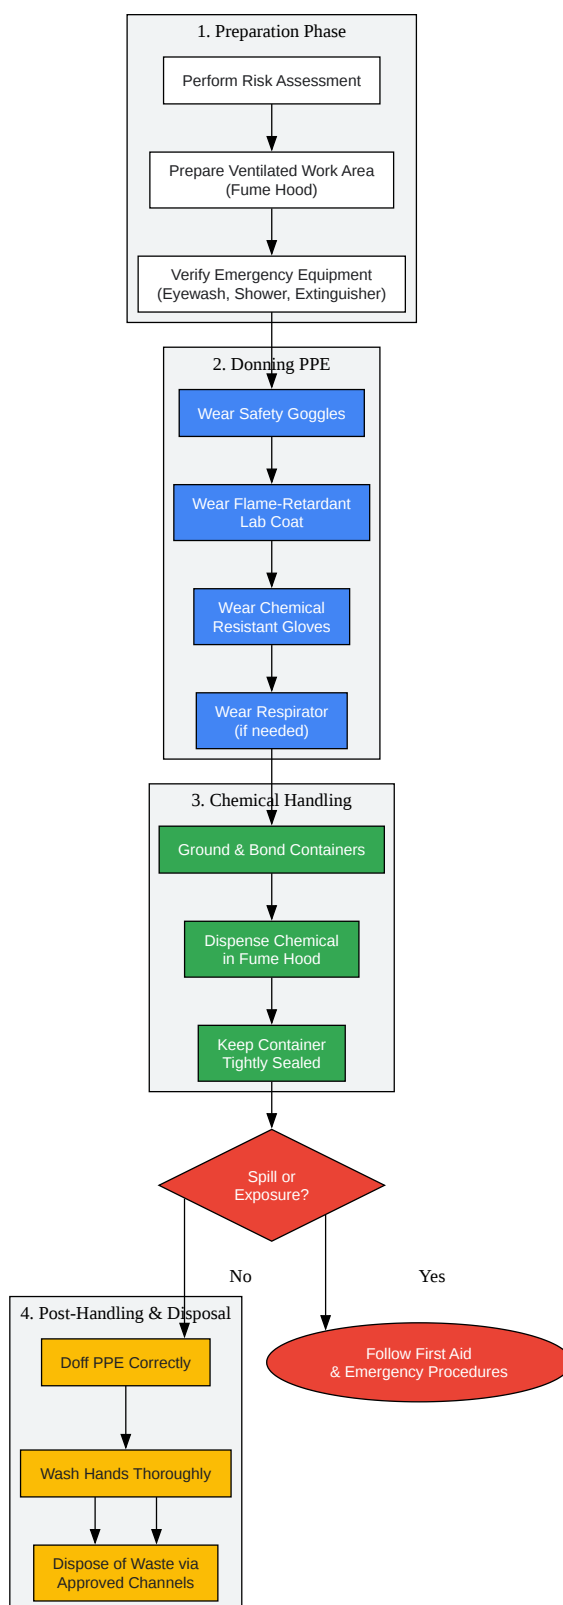 1. Preparation Phase
Perform Risk Assessment
Prepare Ventilated Work Area
(Fume Hood)
Verify Emergency Equipment
(Eyewash, Shower, Extinguisher)
2. Donning PPE
Wear Safety Goggles
Wear Flame-Retardant
Lab Coat
Wear Chemical
Resistant Gloves
Wear Respirator
(if needed)
3. Chemical Handling
Ground & Bond Containers
Dispense Chemical
in Fume Hood
Keep Container
Tightly Sealed
Spill or
Exposure?
No
Yes
4. Post-Handling & Disposal
Doff PPE Correctly
Follow First Aid
& Emergency Procedures
Wash Hands Thoroughly
Dispose of Waste via
Approved Channels